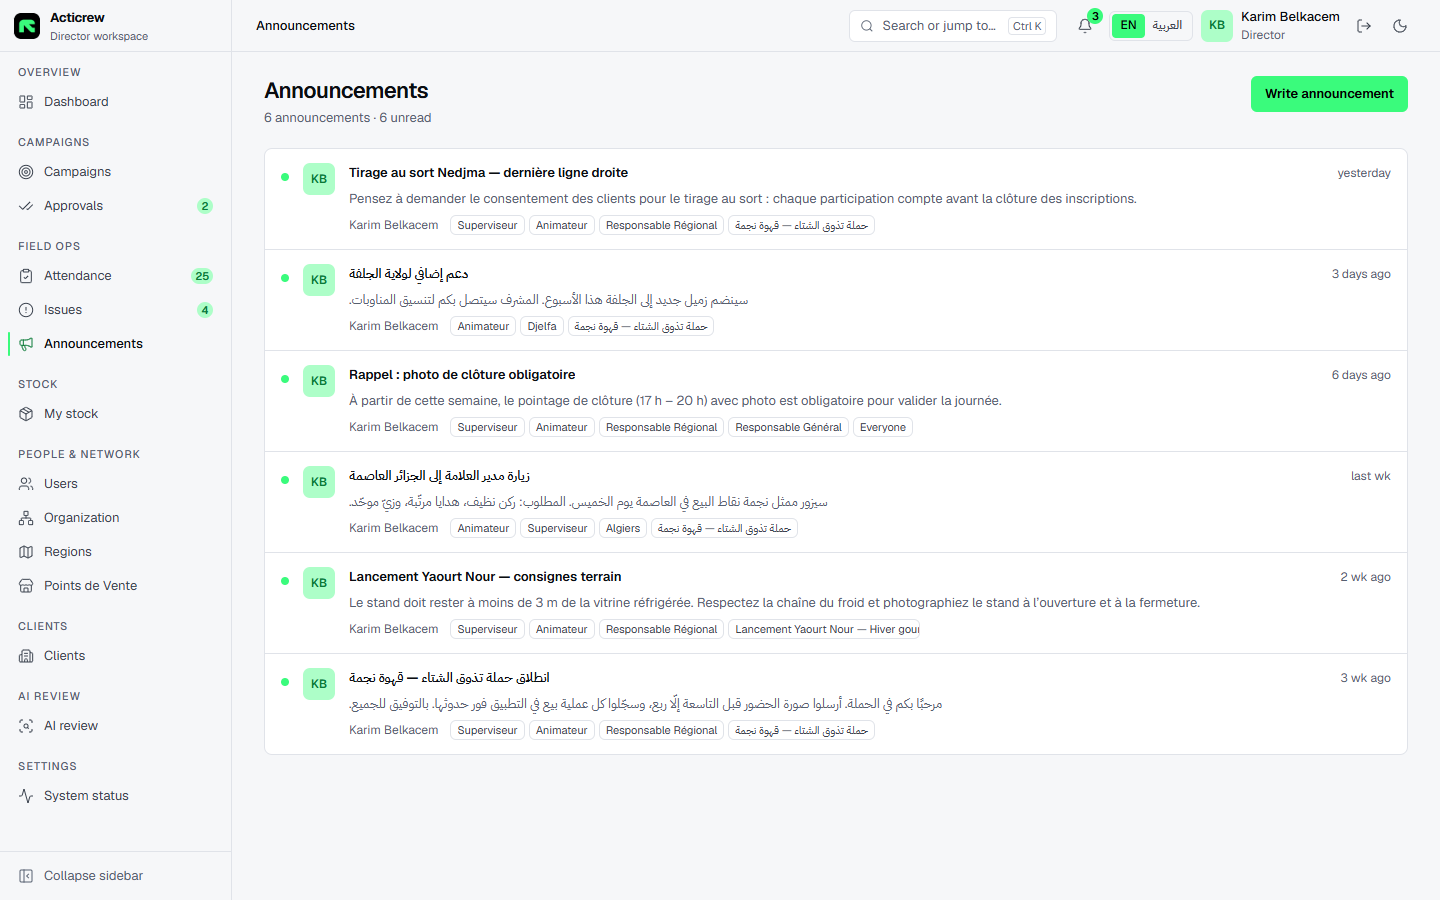 Acticrew
Director workspace
OVERVIEW
Dashboard
CAMPAIGNS
Campaigns
Approvals 2
FIELD OPS
Attendance 25
Issues 4
Announcements
STOCK
My stock
PEOPLE & NETWORK
Users
Organization
Regions
Points de Vente
CLIENTS
Clients
AI REVIEW
AI review
SETTINGS
System status
Collapse sidebar
Announcements
Search or jump to... Ctrl K
3
EN العربية
KB
Karim Belkacem
Director
Announcements
6 announcements · 6 unread
Write announcement
KB
Tirage au sort Nedjma — dernière ligne droite yesterday
Pensez à demander le consentement des clients pour le tirage au sort : chaque participation compte avant la clôture des inscriptions.
Karim Belkacem Superviseur Animateur Responsable Régional حملة تذوق الشتاء — قهوة نجمة
KB
دعم إضافي لولاية الجلفة 3 days ago
سينضم زميل جديد إلى الجلفة هذا الأسبوع. المشرف سيتصل بكم لتنسيق المناوبات.
Karim Belkacem Animateur Djelfa حملة تذوق الشتاء — قهوة نجمة
KB
Rappel : photo de clôture obligatoire 6 days ago
À partir de cette semaine, le pointage de clôture (17 h – 20 h) avec photo est obligatoire pour valider la journée.
Karim Belkacem Superviseur Animateur Responsable Régional Responsable Général Everyone
KB
زيارة مدير العلامة إلى الجزائر العاصمة last wk
سيزور ممثل نجمة نقاط البيع في العاصمة يوم الخميس. المطلوب: ركن نظيف، هدايا مرتّبة، وزيّ موحّد.
Karim Belkacem Animateur Superviseur Algiers حملة تذوق الشتاء — قهوة نجمة
KB
Lancement Yaourt Nour — consignes terrain 2 wk ago
Le stand doit rester à moins de 3 m de la vitrine réfrigérée. Respectez la chaîne du froid et photographiez le stand à l'ouverture et à la fermeture.
Karim Belkacem Superviseur Animateur Responsable Régional Lancement Yaourt Nour — Hiver gour
KB
انطلاق حملة تذوق الشتاء — قهوة نجمة 3 wk ago
مرحبًا بكم في الحملة. أرسلوا صورة الحضور قبل التاسعة إلّا ربع، وسجّلوا كل عملية بيع في التطبيق فور حدوثها. بالتوفيق للجميع.
Karim Belkacem Superviseur Animateur Responsable Régional حملة تذوق الشتاء — قهوة نجمة